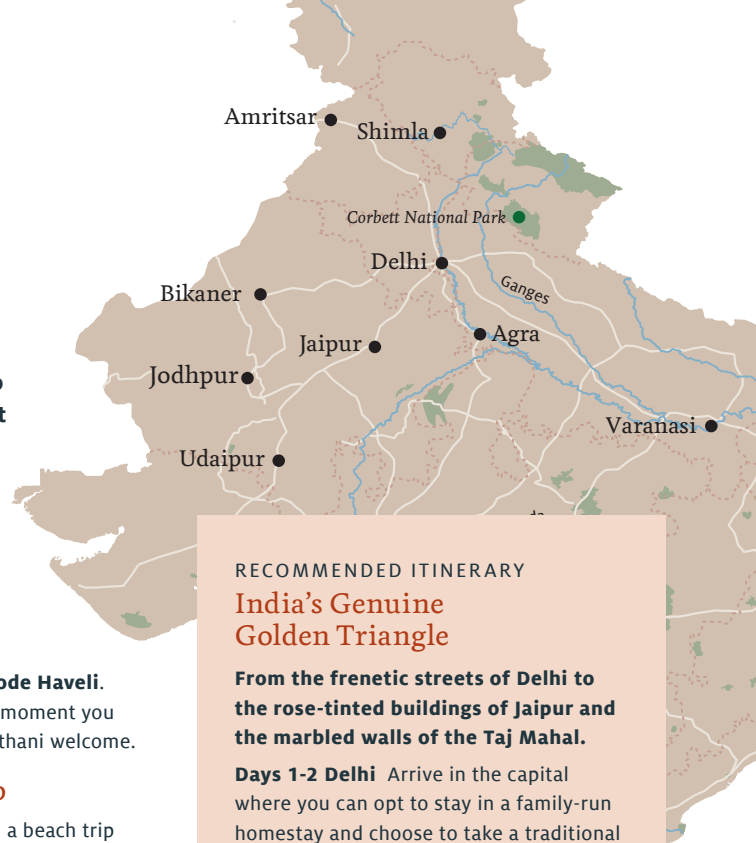 Amritsar
Shimla
Corbett National Park
Delhi
Ganges
Bikaner
Jaipur
Agra
Jodhpur
Varanasi
Udaipur
RECOMMENDED ITINERARY
India's Genuine
Golden Triangle
From the frenetic streets of Delhi to
the rose-tinted buildings of Jaipur and
the marbled walls of the Taj Mahal.
Days 1-2 Delhi Arrive in the capital
where you can opt to stay in a family-run
homestay and choose to take a traditional
Haveli.
moment you
welcome.
a beach trip